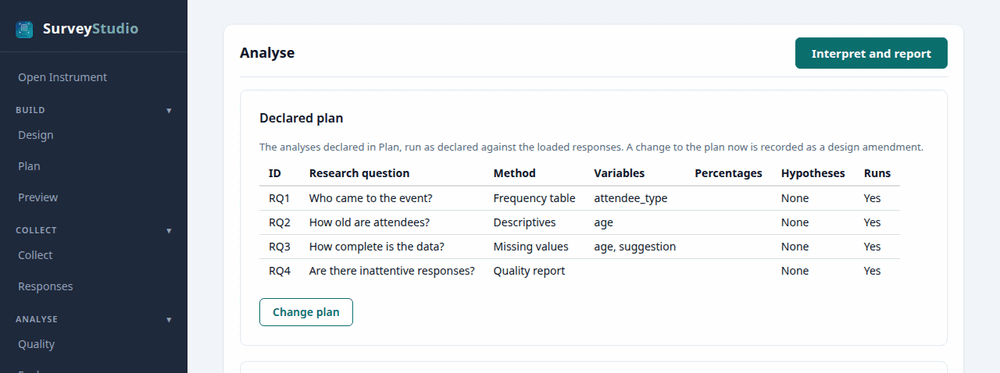 SurveyStudio
Open Instrument
BUILD ▾
Design
Plan
Preview
COLLECT ▾
Collect
Responses
ANALYSE ▾
Quality
Analyse
Interpret and report
Declared plan
The analyses declared in Plan, run as declared against the loaded responses. A change to the plan now is recorded as a design amendment.
ID Research question Method Variables Percentages Hypotheses Runs
RQ1 Who came to the event? Frequency table attendee_type None Yes
RQ2 How old are attendees? Descriptives age None Yes
RQ3 How complete is the data? Missing values age, suggestion None Yes
RQ4 Are there inattentive responses? Quality report None Yes
Change plan